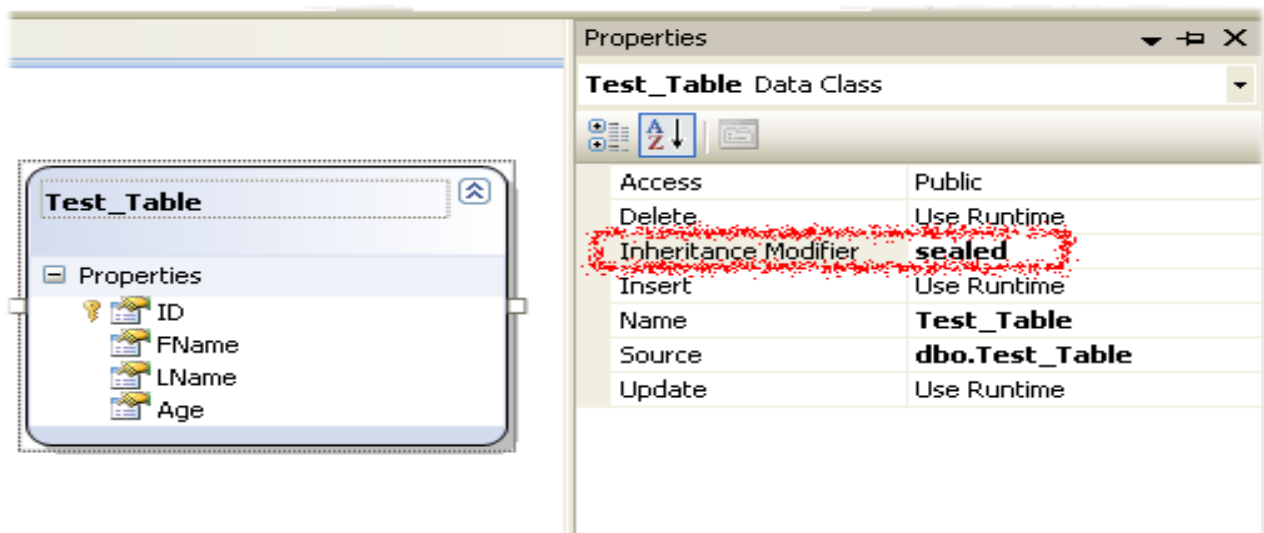 Test_Table
Properties
ID
FName
LName
Age
Properties
Test_Table Data Class
A
Z
Access Public
Delete Use Runtime
Inheritance Modifier sealed
Insert Use Runtime
Name Test_Table
Source dbo.Test_Table
Update Use Runtime